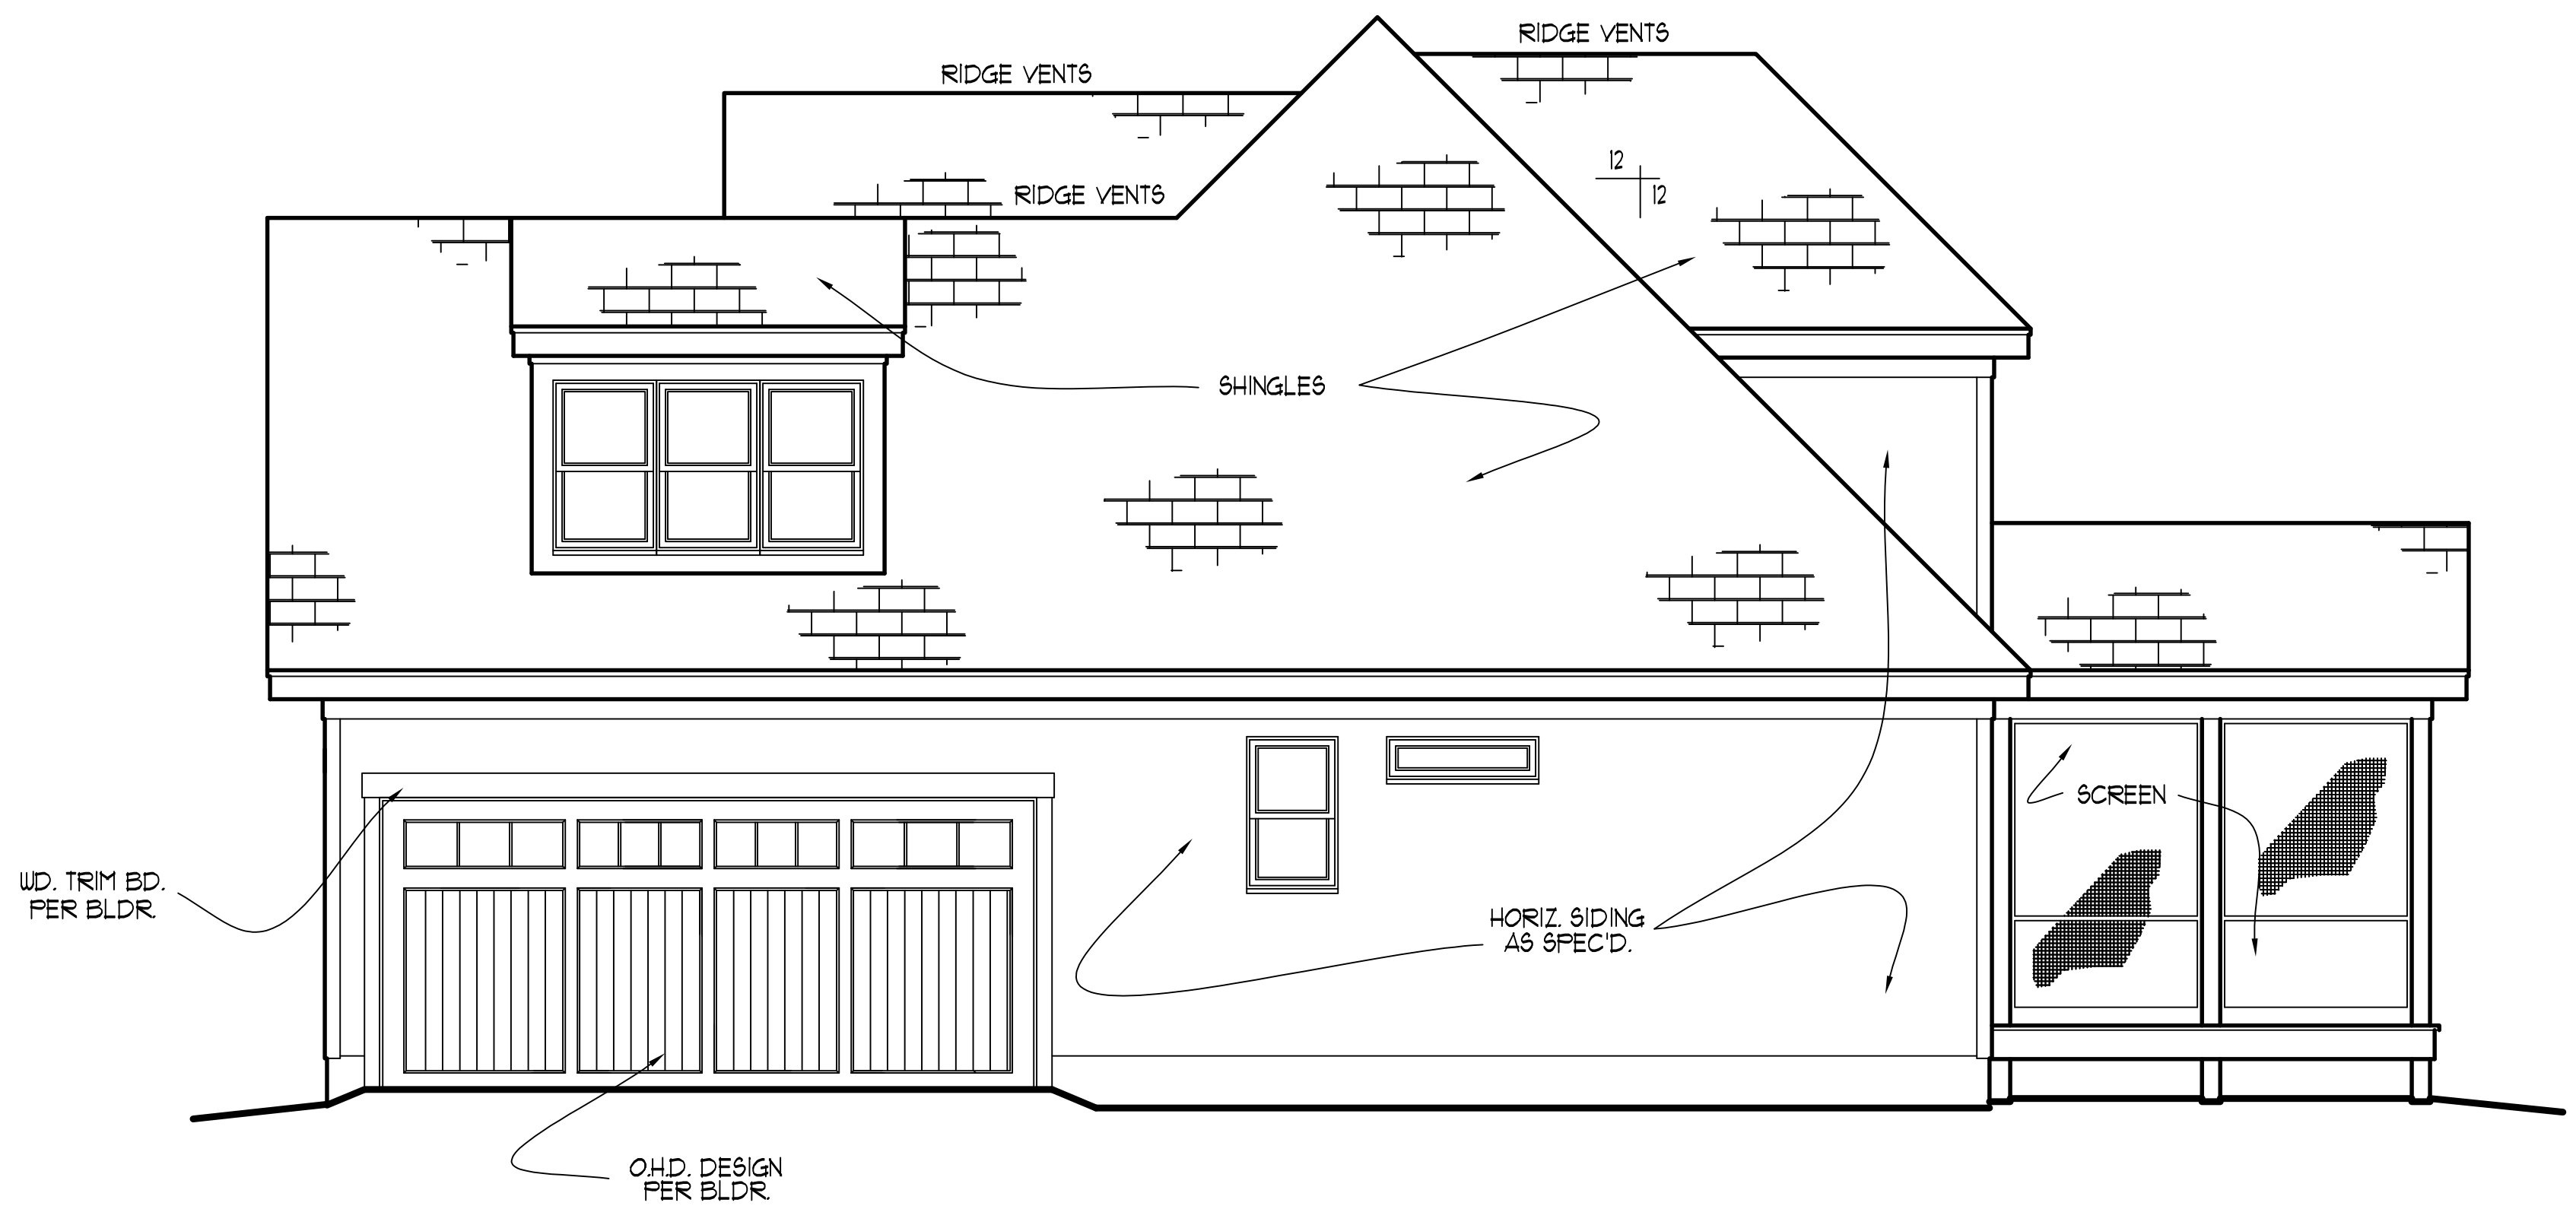 RIDGE VENTS
RIDGE VENTS
12
12
RIDGE VENTS
SHINGLES
SCREEN
WD. TRIM BD.
PER BLDR.
HORIZ. SIDING
AS SPEC'D.
O.H.D. DESIGN
PER BLDR.